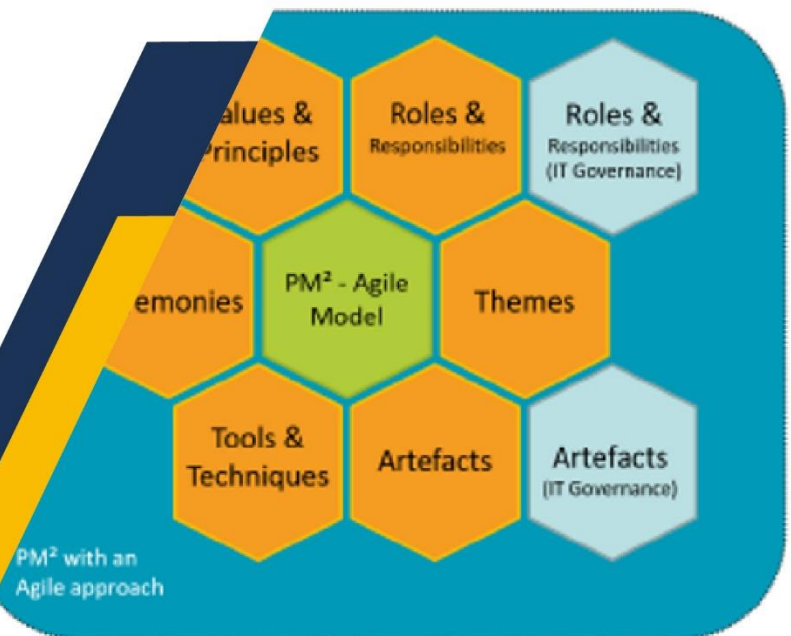 alues &
rinciples
Roles &
Responsibilities
Roles &
Responsibilities
(IT Governance)
emonies
PM² - Agile
Model
Themes
Tools &
Techniques
Artefacts
Artefacts
(IT Governance)
PM² with an
Agile approach